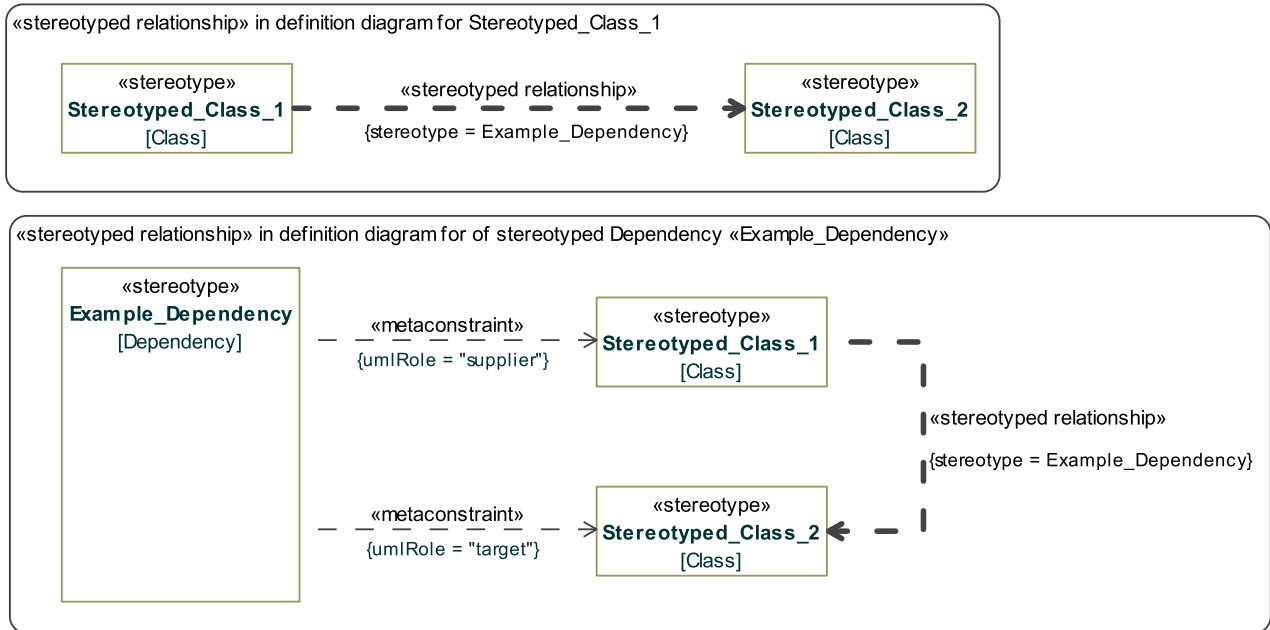 «stereotyped relationship» in definition diagram for Stereotyped_Class_1
«stereotype»
Stereotyped_Class_1
[Class]
«stereotyped relationship»
{stereotype = Example_Dependency}
«stereotype»
Stereotyped_Class_2
[Class]
«stereotyped relationship» in definition diagram for of stereotyped Dependency «Example_Dependency»
«stereotype»
Example_Dependency
[Dependency]
«metaconstraint»
{umlRole = "supplier"}
«stereotype»
Stereotyped_Class_1
[Class]
«stereotyped relationship»
{stereotype = Example_Dependency}
«metaconstraint»
{umlRole = "target"}
«stereotype»
Stereotyped_Class_2
[Class]